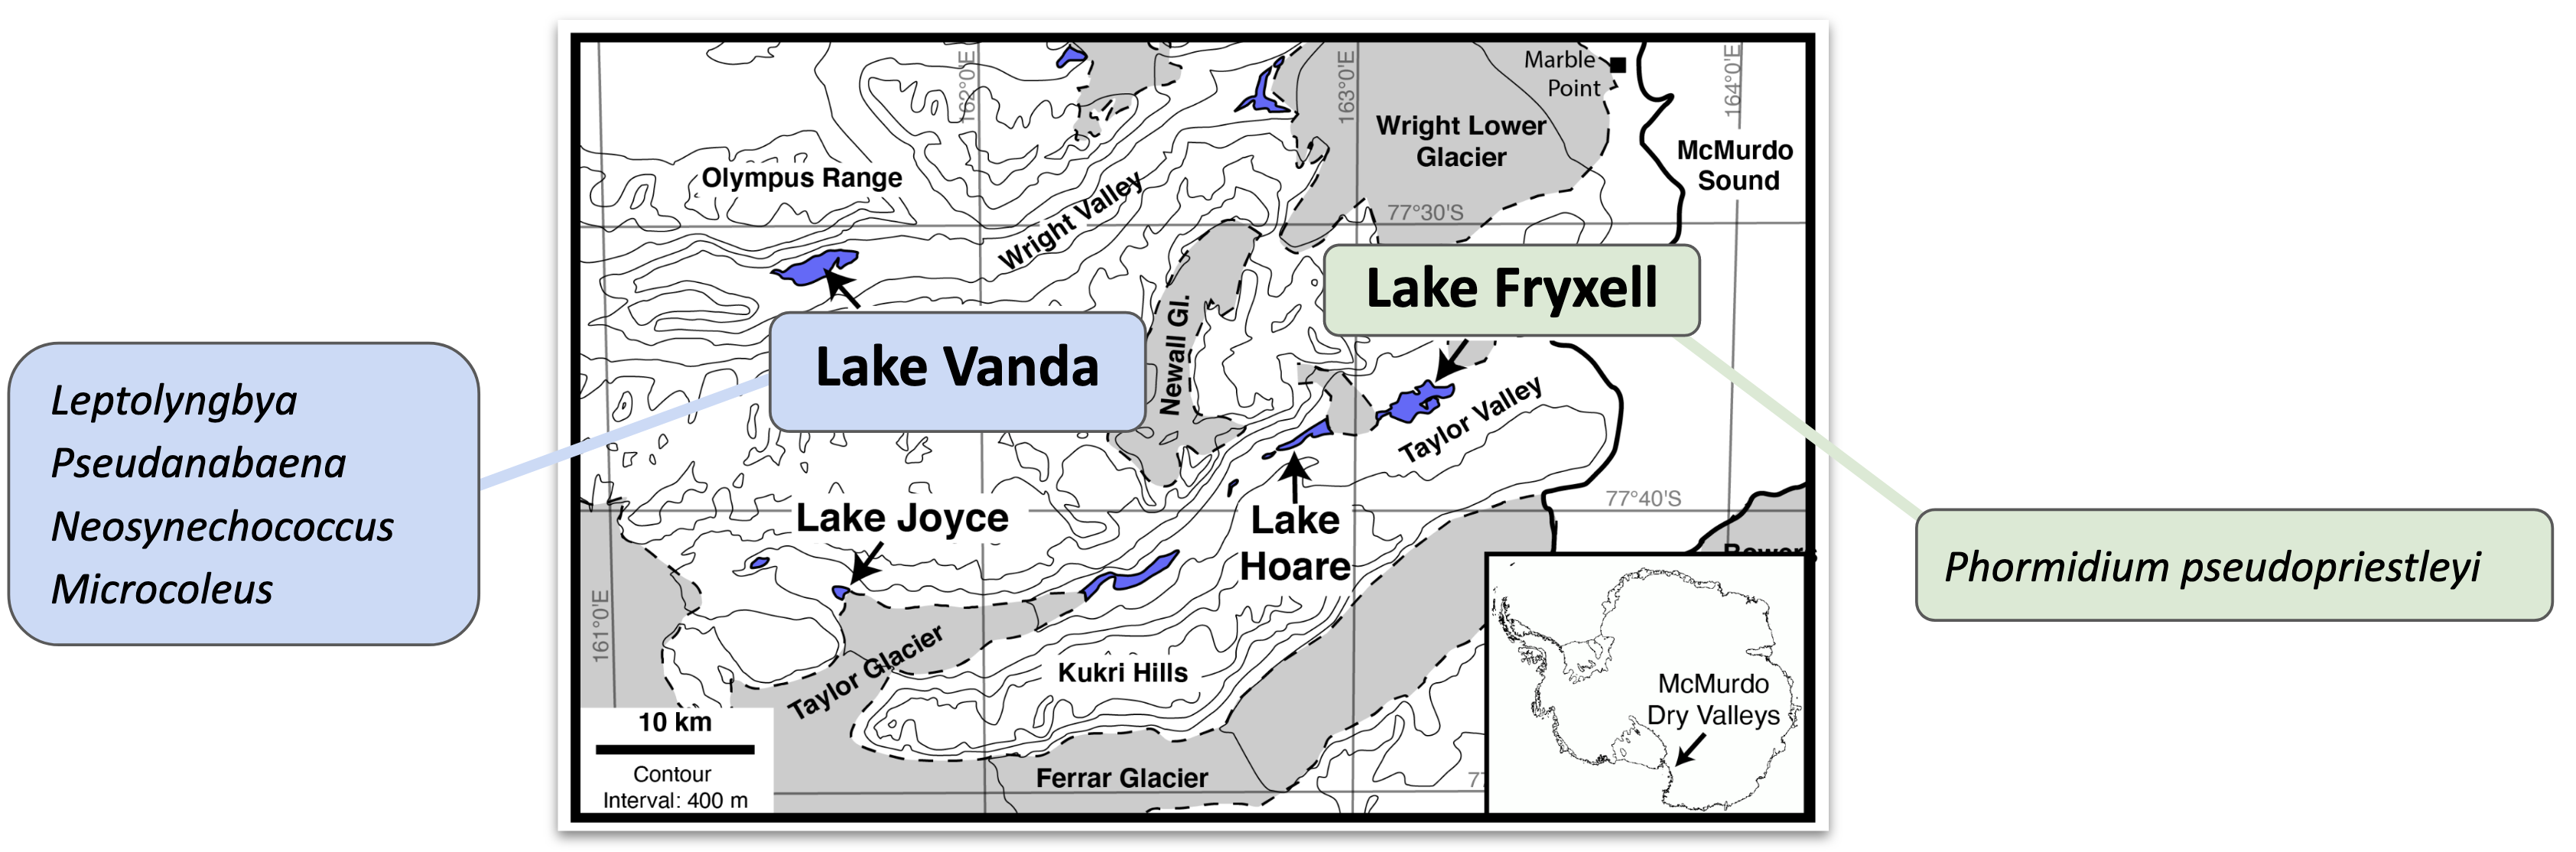 Leptolyngbya
Pseudanabaena
Neosynechococcus
Microcoleus
162°0'E
163°0'E
Marble
Point
164°0'E
Wright Lower
Glacier
McMurdo
Sound
Olympus Range
Wright Valley
77°30'S
Lake Vanda
Newall Gl.
Lake Fryxell
Taylor Valley
77°40'S
Lake Joyce
Lake
Hoare
Bowers
161°0'E
Taylor Glacier
Kukri Hills
10 km
Contour
Interval: 400 m
Ferrar Glacier
77
McMurdo
Dry Valleys
Phormidium pseudopriestleyi